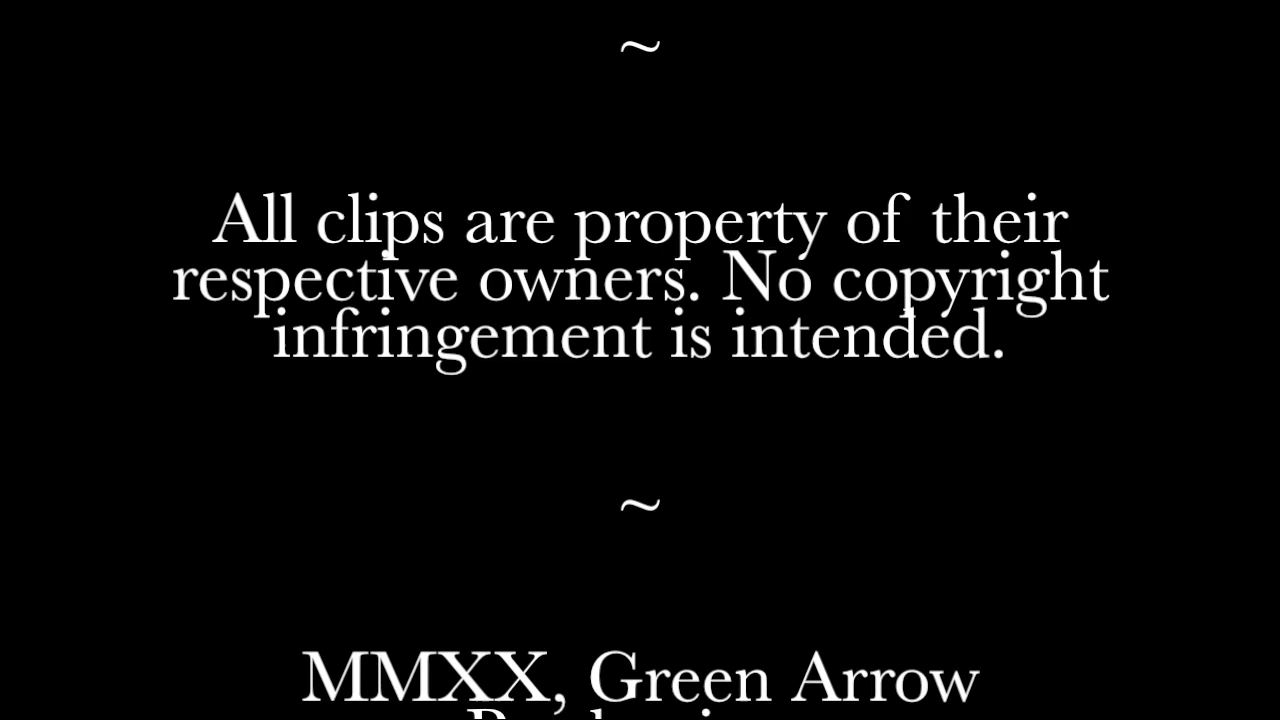 ~
All clips are property of their
respective owners. No copyright
infringement is intended.
~
MMXX, Green Arrow